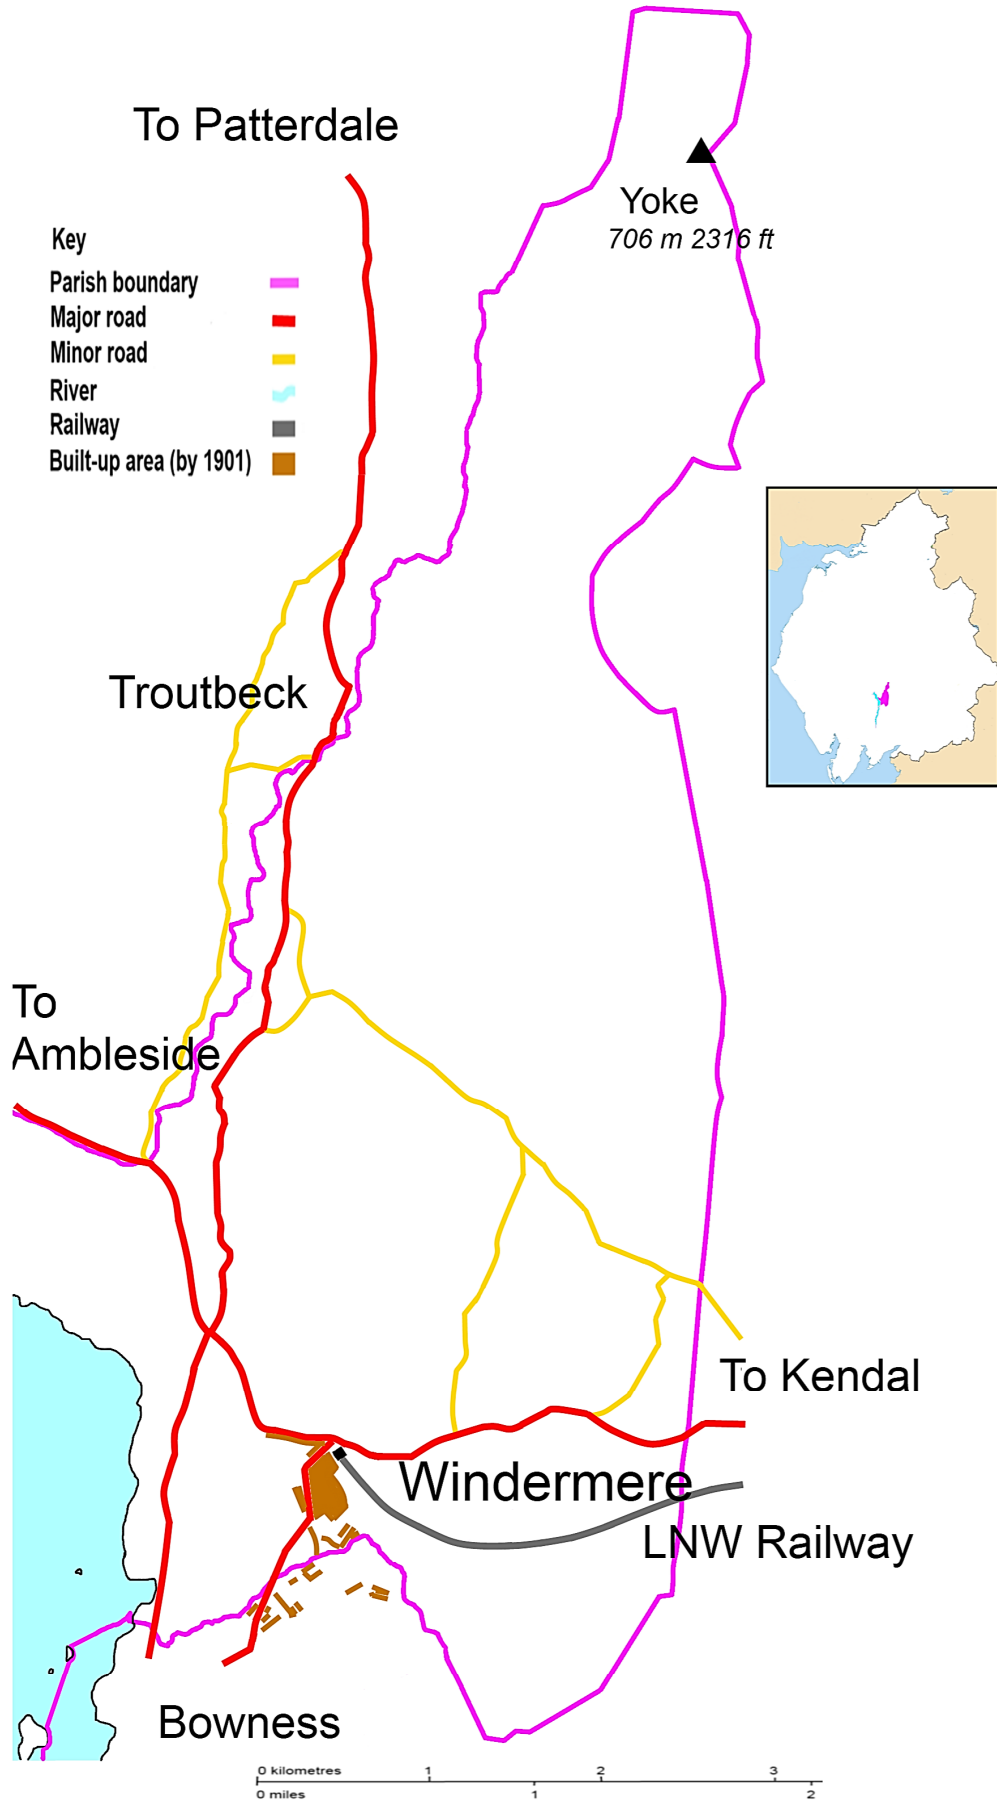 To Patterdale
Yoke
706 m 2316 ft
Key
Parish boundary
Major road
Minor road
River
Railway
Built-up area (by 1901)
Troutbeck
To
Ambleside
To Kendal
Windermere
LNW Railway
Bowness
0 kilometres 1 2 3
0 miles 1 2